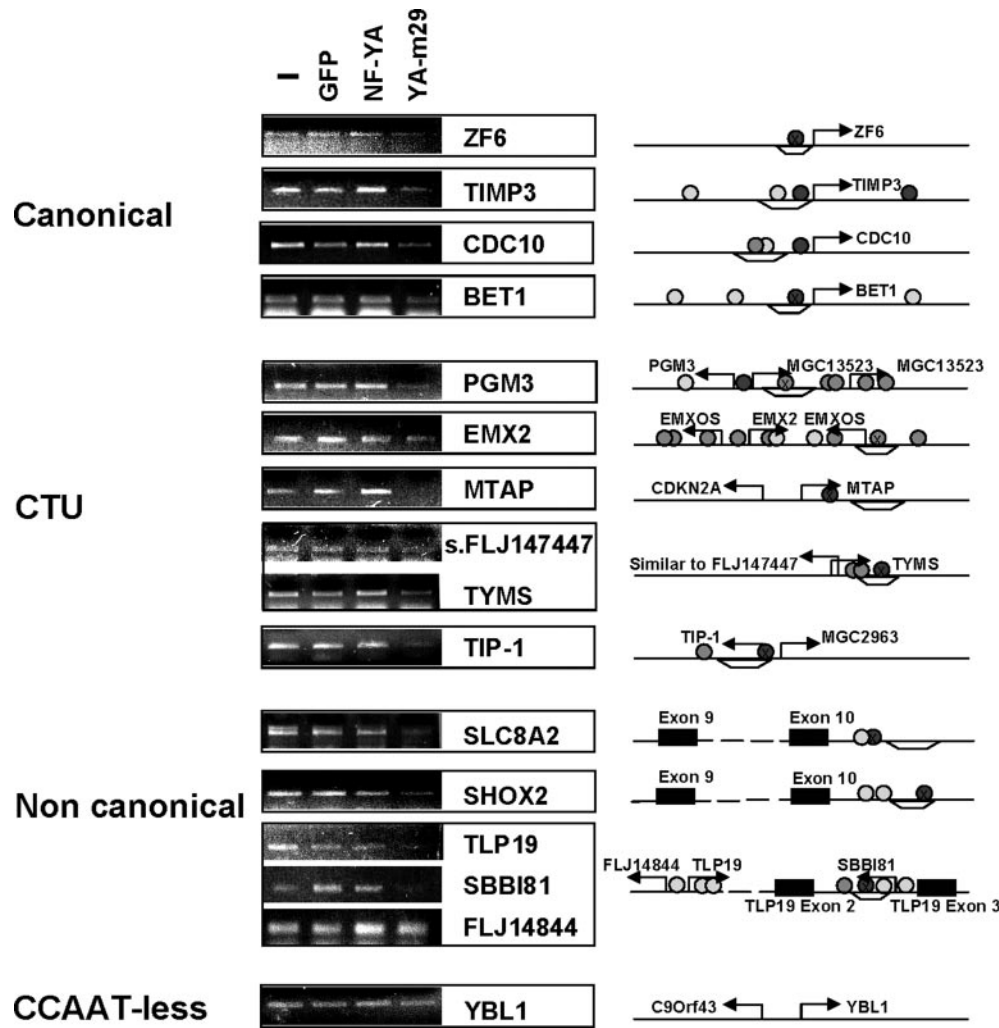 – GFP NF-YA YA-m29
Canonical
ZF6
ZF6
TIMP3
TIMP3
CDC10
CDC10
BET1
BET1
CTU
PGM3
PGM3 MGC13523 MGC13523
EMX2
EMXOS EMX2 EMXOS
MTAP
CDKN2A MTAP
s.FLJ147447
TYMS
Similar to FLJ147447 TYMS
TIP-1
TIP-1 MGC2963
Non canonical
SLC8A2
Exon 9 Exon 10
SHOX2
Exon 9 Exon 10
TLP19
SBBI81
FLJ14844
FLJ14844 TLP19 SBBI81
TLP19 Exon 2 TLP19 Exon 3
CCAAT-less
YBL1
C9Orf43 YBL1